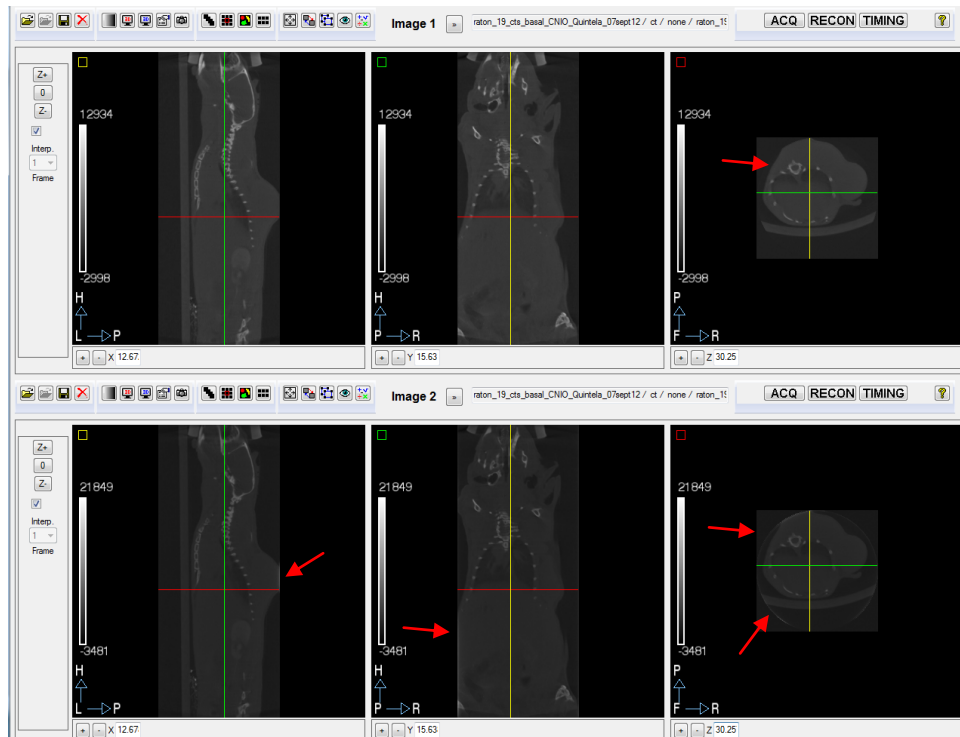 Image 1 » raton_19_cts_basal_CNIO_Quintela_07sept12 / ct / none / raton_19 ACQ RECON TIMING ?
Z+
0
Z-
Interp.
1
Frame
12934
-2998
H
L P
12934
-2998
H
P R
12934
-2998
P
F R
+ - X 12.67
+ - Y 15.63
+ - Z 30.25
Image 2 » raton_19_cts_basal_CNIO_Quintela_07sept12 / ct / none / raton_19 ACQ RECON TIMING ?
Z+
0
Z-
Interp.
1
Frame
21849
-3481
H
L P
21849
-3481
H
P R
21849
-3481
P
F R
+ - X 12.67
+ - Y 15.63
+ - Z 30.25